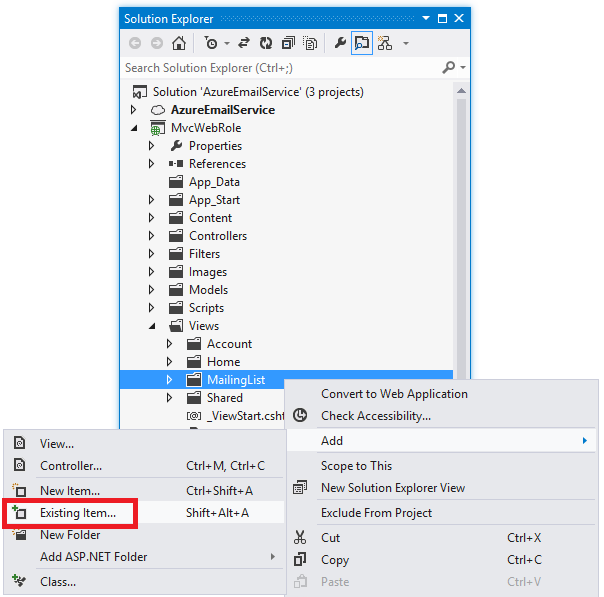 Solution Explorer
Search Solution Explorer (Ctrl+;)
Solution 'AzureEmailService' (3 projects)
AzureEmailService
MvcWebRole
Properties
References
App_Data
App_Start
Content
Controllers
Filters
Images
Models
Scripts
Views
Account
Home
MailingList
Shared
_ViewStart.csht
Convert to Web Application
Check Accessibility...
Add
Scope to This
New Solution Explorer View
Exclude From Project
Cut Ctrl+X
Copy Ctrl+C
Paste Ctrl+V
View...
Controller... Ctrl+M, Ctrl+C
New Item... Ctrl+Shift+A
Existing Item... Shift+Alt+A
New Folder
Add ASP.NET Folder
Class...